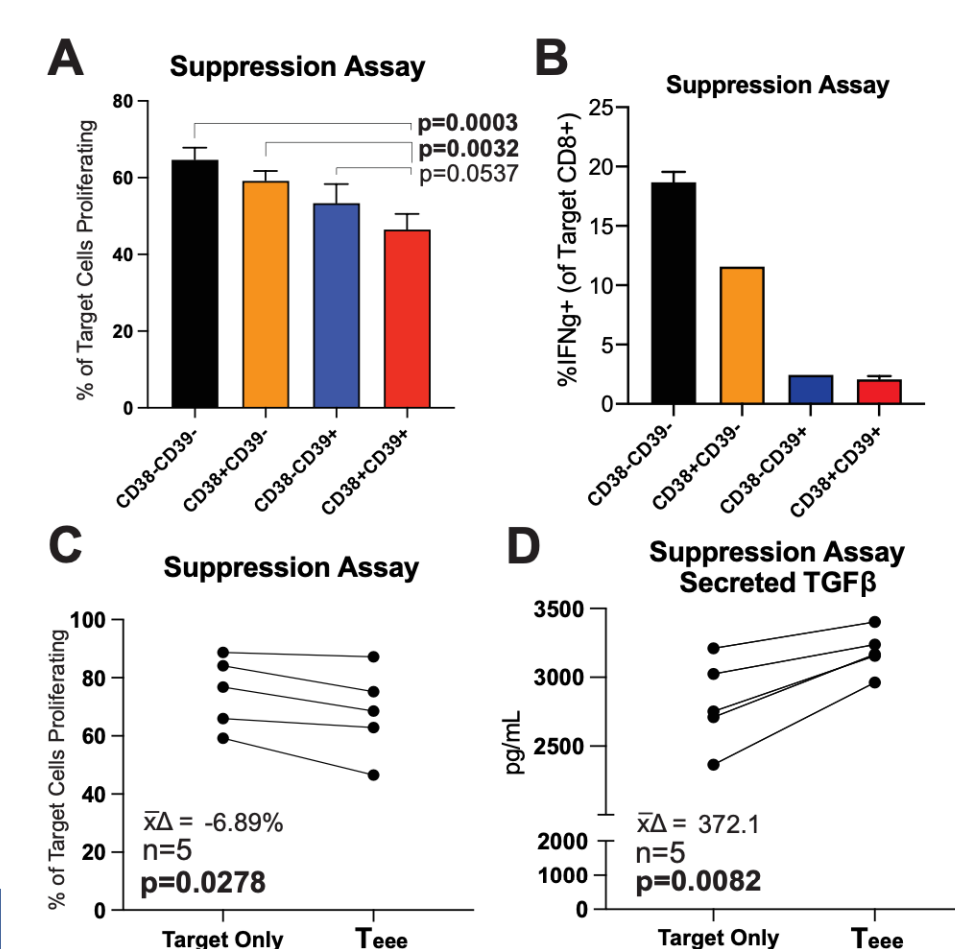 A
Suppression Assay
% of Target Cells Proliferating
80
60
40
20
0
p=0.0003
p=0.0032
p=0.0537
CD38-CD39-
CD38+CD39-
CD38-CD39+
CD38+CD39+
B
Suppression Assay
%IFNg+ (of Target CD8+)
25
20
15
10
5
0
CD38-CD39-
CD38+CD39-
CD38-CD39+
CD38+CD39+
C
Suppression Assay
% of Target Cells Proliferating
100
80
60
40
20
0
x̅Δ = -6.89%
n=5
p=0.0278
Target Only
Teee
D
Suppression Assay
Secreted TGFβ
pg/mL
3500
3000
2500
2000
1000
0
x̅Δ = 372.1
n=5
p=0.0082
Target Only
Teee